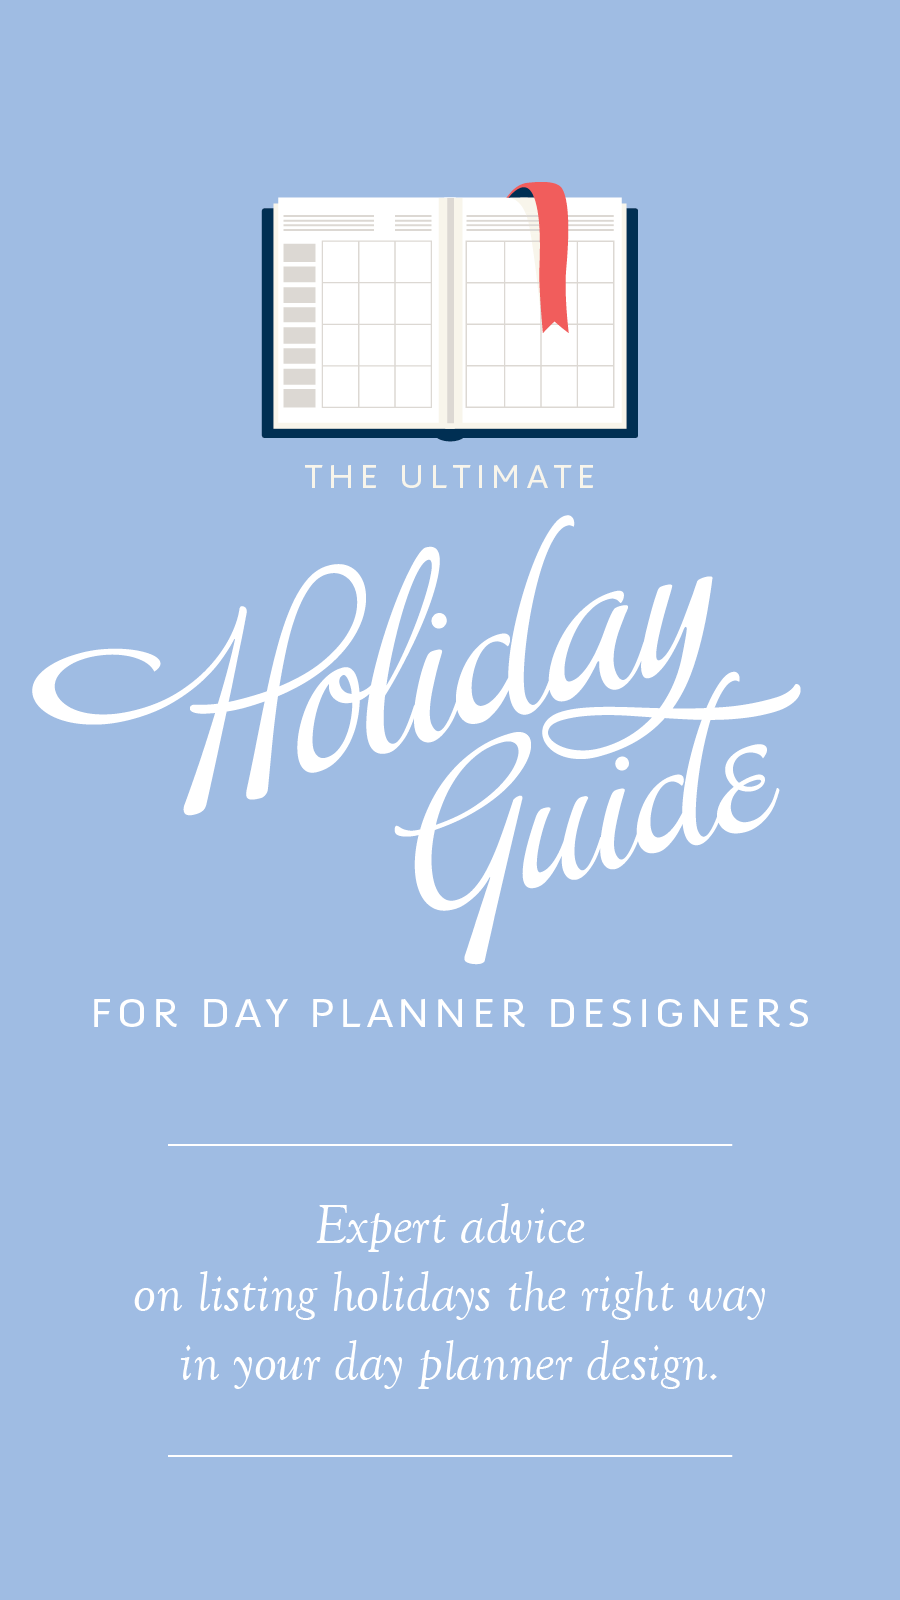 THE ULTIMATE
Holiday
Guide
FOR DAY PLANNER DESIGNERS
Expert advice
on listing holidays the right way
in your day planner design.